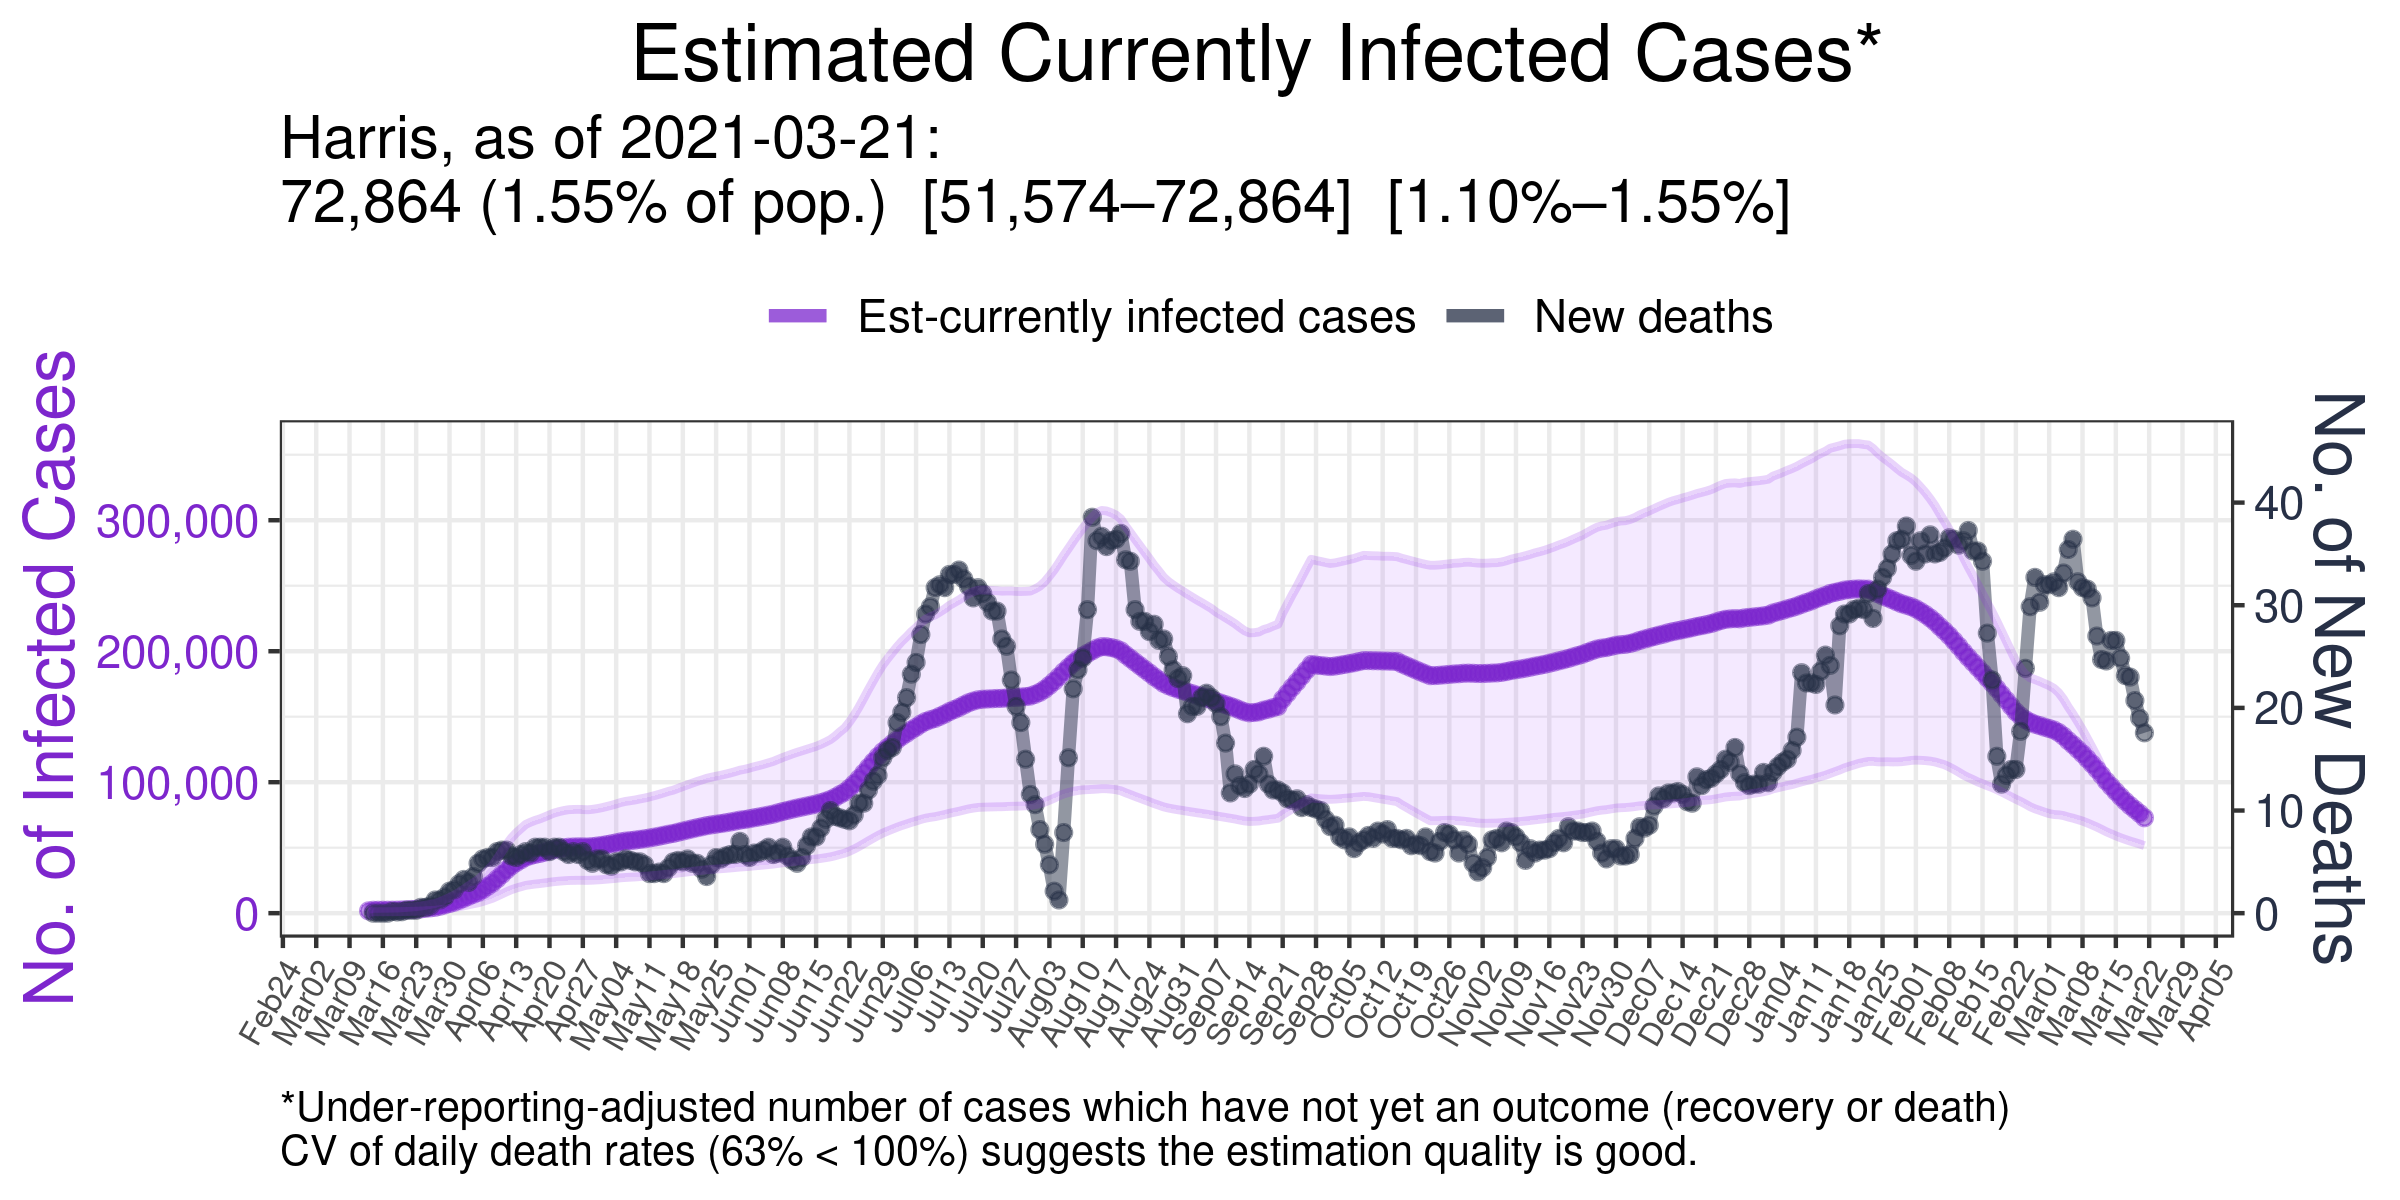 Estimated Currently Infected Cases*
Harris, as of 2021-03-21:
72,864 (1.55% of pop.) [51,574–72,864] [1.10%–1.55%]
Est-currently infected cases New deaths
No. of Infected Cases
300,000
200,000
100,000
0
40
30
20
10
0
No. of New Deaths
Feb24 Mar02 Mar09 Mar16 Mar23 Mar30 Apr06 Apr13 Apr20 Apr27 May04 May11 May18 May25 Jun01 Jun08 Jun15 Jun22 Jun29 Jul06 Jul13 Jul20 Jul27 Aug03 Aug10 Aug17 Aug24 Aug31 Sep07 Sep14 Sep21 Sep28 Oct05 Oct12 Oct19 Oct26 Nov02 Nov09 Nov16 Nov23 Nov30 Dec07 Dec14 Dec21 Dec28 Jan04 Jan11 Jan18 Jan25 Feb01 Feb08 Feb15 Feb22 Mar01 Mar08 Mar15 Mar22 Mar29 Apr05
*Under-reporting-adjusted number of cases which have not yet an outcome (recovery or death)
CV of daily death rates (63% < 100%) suggests the estimation quality is good.